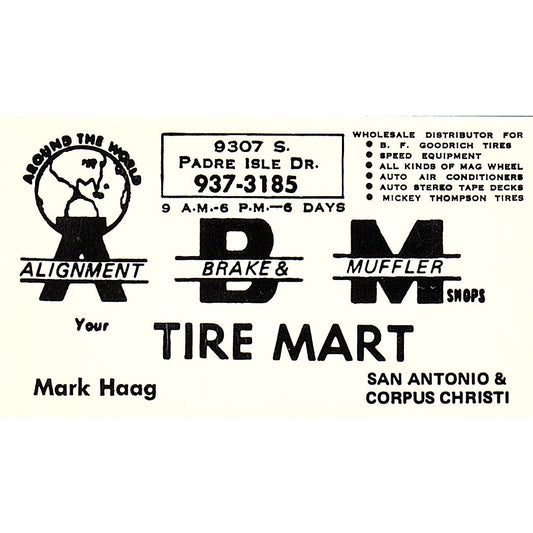 AROUND THE WORLD
9307 S.
PADRE ISLE DR.
937-3185
9 A.M.-6 P.M.-6 DAYS
WHOLESALE DISTRIBUTOR FOR
● B. F. GOODRICH TIRES
● SPEED EQUIPMENT
● ALL KINDS OF MAG WHEEL
● AUTO AIR CONDITIONERS
● AUTO STEREO TAPE DECKS
● MICKEY THOMPSON TIRES
A B M
ALIGNMENT BRAKE & MUFFLER SHOPS
Your
TIRE MART
Mark Haag
SAN ANTONIO &
CORPUS CHRISTI